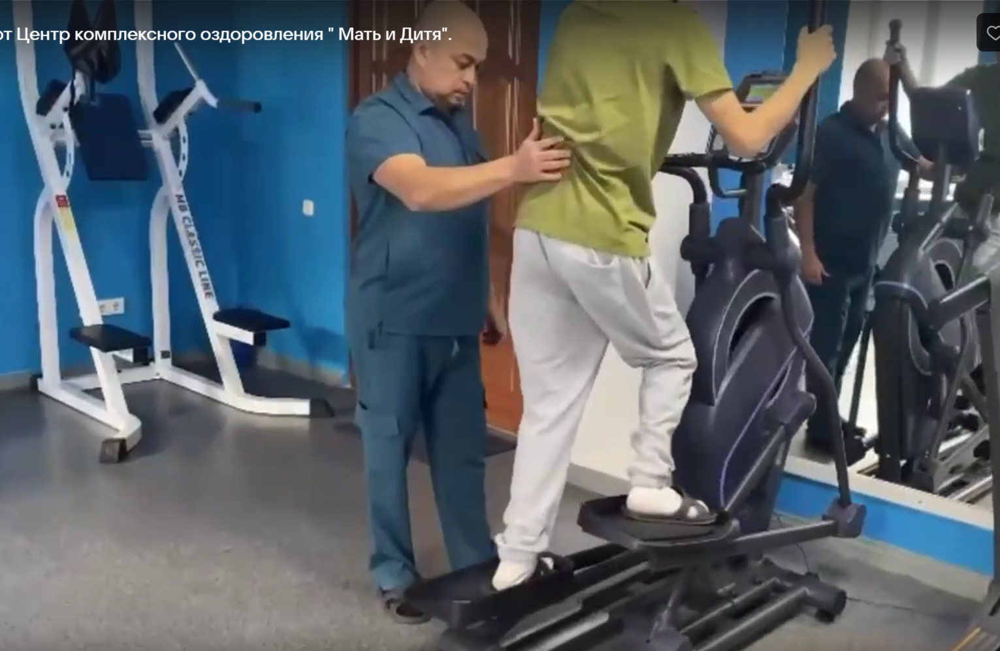 от Центр комплексного оздоровления " Мать и Дитя".
MB CLASSIC LINE